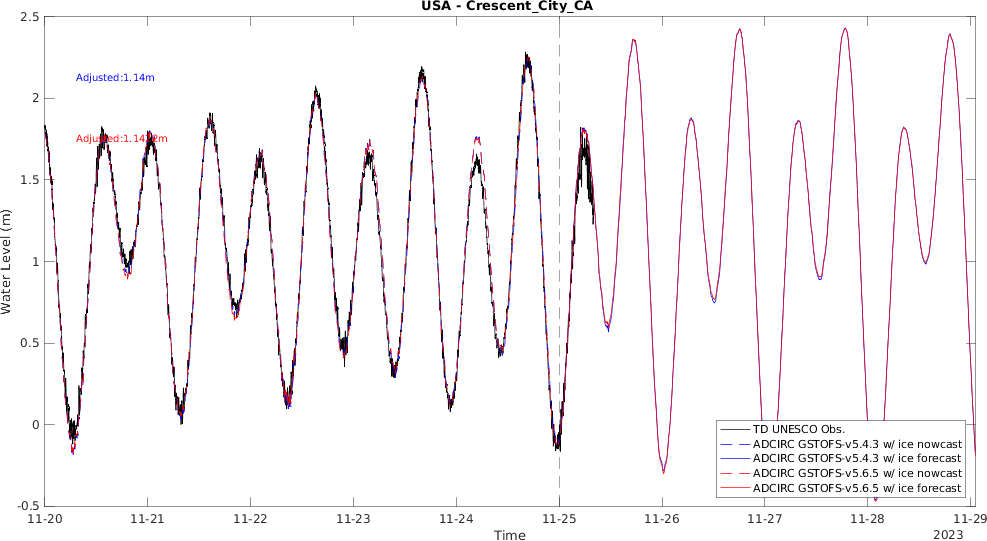 USA - Crescent_City_CA
2.5
2
1.5
1
0.5
0
-0.5
Water Level (m)
Adjusted:1.14m
11-20
11-21
11-22
11-23
11-24
11-25
11-26
11-27
11-28
11-29
Time
2023
TD UNESCO Obs.
ADCIRC GSTOFS-v5.4.3 w/ ice nowcast
ADCIRC GSTOFS-v5.4.3 w/ ice forecast
ADCIRC GSTOFS-v5.6.5 w/ ice nowcast
ADCIRC GSTOFS-v5.6.5 w/ ice forecast